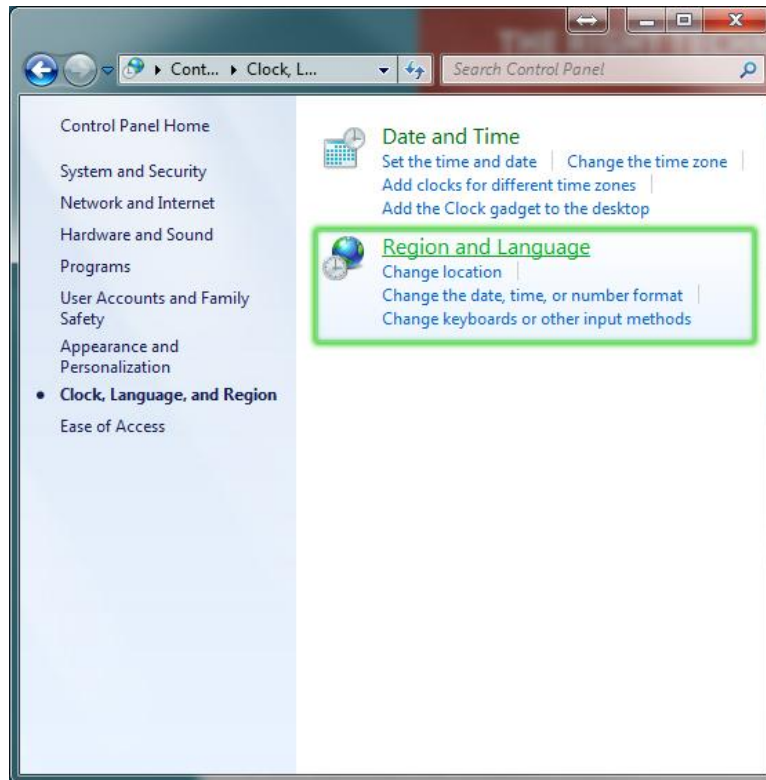 THE RIGHT TECH
Cont... Clock, L... Search Control Panel
Control Panel Home
System and Security
Network and Internet
Hardware and Sound
Programs
User Accounts and Family
Safety
Appearance and
Personalization
Clock, Language, and Region
Ease of Access
Date and Time
Set the time and date Change the time zone
Add clocks for different time zones
Add the Clock gadget to the desktop
Region and Language
Change location
Change the date, time, or number format
Change keyboards or other input methods